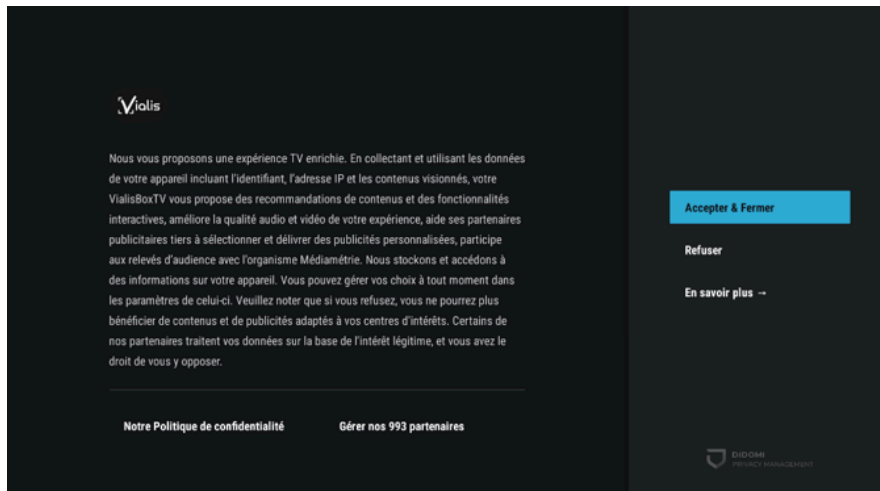 Vialis
Nous vous proposons une expérience TV enrichie. En collectant et utilisant les données
de votre appareil incluant l'identifiant, l'adresse IP et les contenus visionnés, votre
VialisBoxTV vous propose des recommandations de contenus et des fonctionnalités
interactives, améliore la qualité audio et vidéo de votre expérience, aide ses partenaires
publicitaires tiers à sélectionner et délivrer des publicités personnalisées, participe
aux relevés d'audience avec l'organisme Médiamétrie. Nous stockons et accédons à
des informations sur votre appareil. Vous pouvez gérer vos choix à tout moment dans
les paramètres de celui-ci. Veuillez noter que si vous refusez, vous ne pourrez plus
bénéficier de contenus et de publicités adaptés à vos centres d'intérêts. Certains de
nos partenaires traitent vos données sur la base de l'intérêt légitime, et vous avez le
droit de vous y opposer.
Notre Politique de confidentialité
Gérer nos 993 partenaires
Accepter & Fermer
Refuser
En savoir plus →
DIDOMI
PRIVACY MANAGEMENT